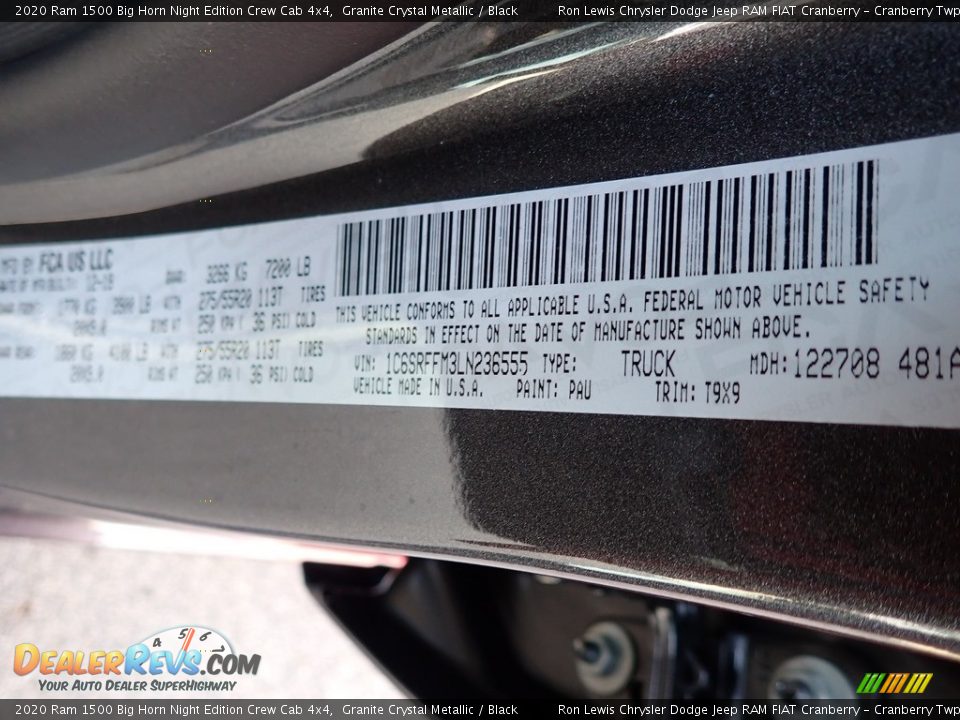 2020 Ram 1500 Big Horn Night Edition Crew Cab 4x4, Granite Crystal Metallic / Black Ron Lewis Chrysler Dodge Jeep RAM FIAT Cranberry - Cranberry Twp
MFD BY FCA US LLC
12-19
3266 KG 7200 LB
275/55R20 113T TIRES
250 KPA ( 36 PSI) COLD
275/55R20 113T TIRES
250 KPA ( 36 PSI) COLD
THIS VEHICLE CONFORMS TO ALL APPLICABLE U.S.A. FEDERAL MOTOR VEHICLE SAFETY
STANDARDS IN EFFECT ON THE DATE OF MANUFACTURE SHOWN ABOVE.
VIN: 1C6SRFFM3LN236555 TYPE: TRUCK MDH: 122708 481A
VEHICLE MADE IN U.S.A. PAINT: PAU TRIM: T9X9
4 5 6
DEALERREVS.COM
YOUR AUTO DEALER SUPERHIGHWAY
2020 Ram 1500 Big Horn Night Edition Crew Cab 4x4, Granite Crystal Metallic / Black Ron Lewis Chrysler Dodge Jeep RAM FIAT Cranberry - Cranberry Twp